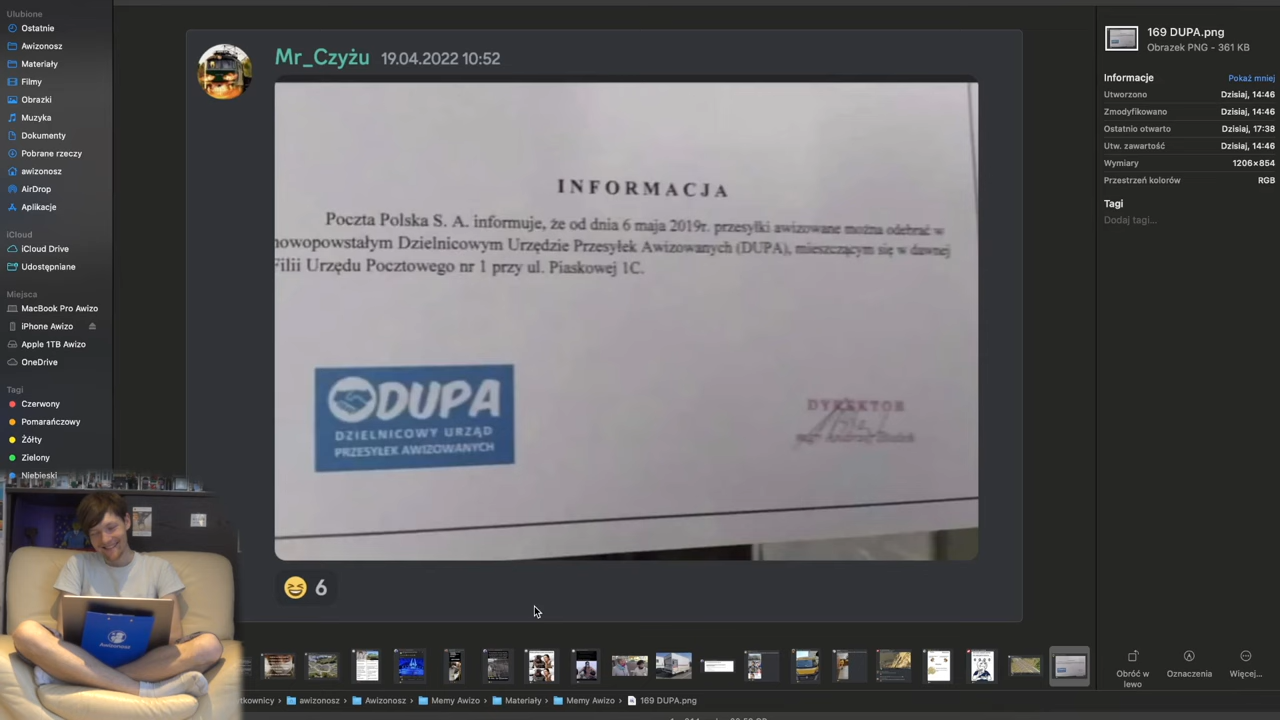 Ulubione
Ostatnie
Awizonosz
Materiały
Filmy
Obrazki
Muzyka
Dokumenty
Pobrane rzeczy
awizonosz
AirDrop
Aplikacje
iCloud
iCloud Drive
Udostępniane
Miejsca
MacBook Pro Awizo
iPhone Awizo
Apple 1TB Awizo
OneDrive
Tagi
Czerwony
Pomarańczowy
Żółty
Zielony
Niebieski
Mr_Czyżu 19.04.2022 10:52
INFORMACJA
Poczta Polska S. A. informuje, że od dnia 6 maja 2019r. przesyłki awizowane można odebrać w
nowopowstałym Dzielnicowym Urzędzie Przesyłek Awizowanych (DUPA), mieszczącym się w dawnej
Filii Urzędu Pocztowego nr 1 przy ul. Piaskowej 1C.
DUPA
DZIELNICOWY URZĄD
PRZESYŁEK AWIZOWANYCH
DYREKTOR
6
Awizonosz
169 DUPA.png
Obrazek PNG - 361 KB
Informacje Pokaż mniej
Utworzono Dzisiaj, 14:46
Zmodyfikowano Dzisiaj, 14:46
Ostatnio otwarto Dzisiaj, 17:38
Utw. zawartość Dzisiaj, 14:46
Wymiary 1206×854
Przestrzeń kolorów RGB
Tagi
Dodaj tagi...
Obróć w
lewo
Oznaczenia
Więcej...
tkownicy awizonosz Awizonosz Memy Awizo Materiały Memy Awizo 169 DUPA.png